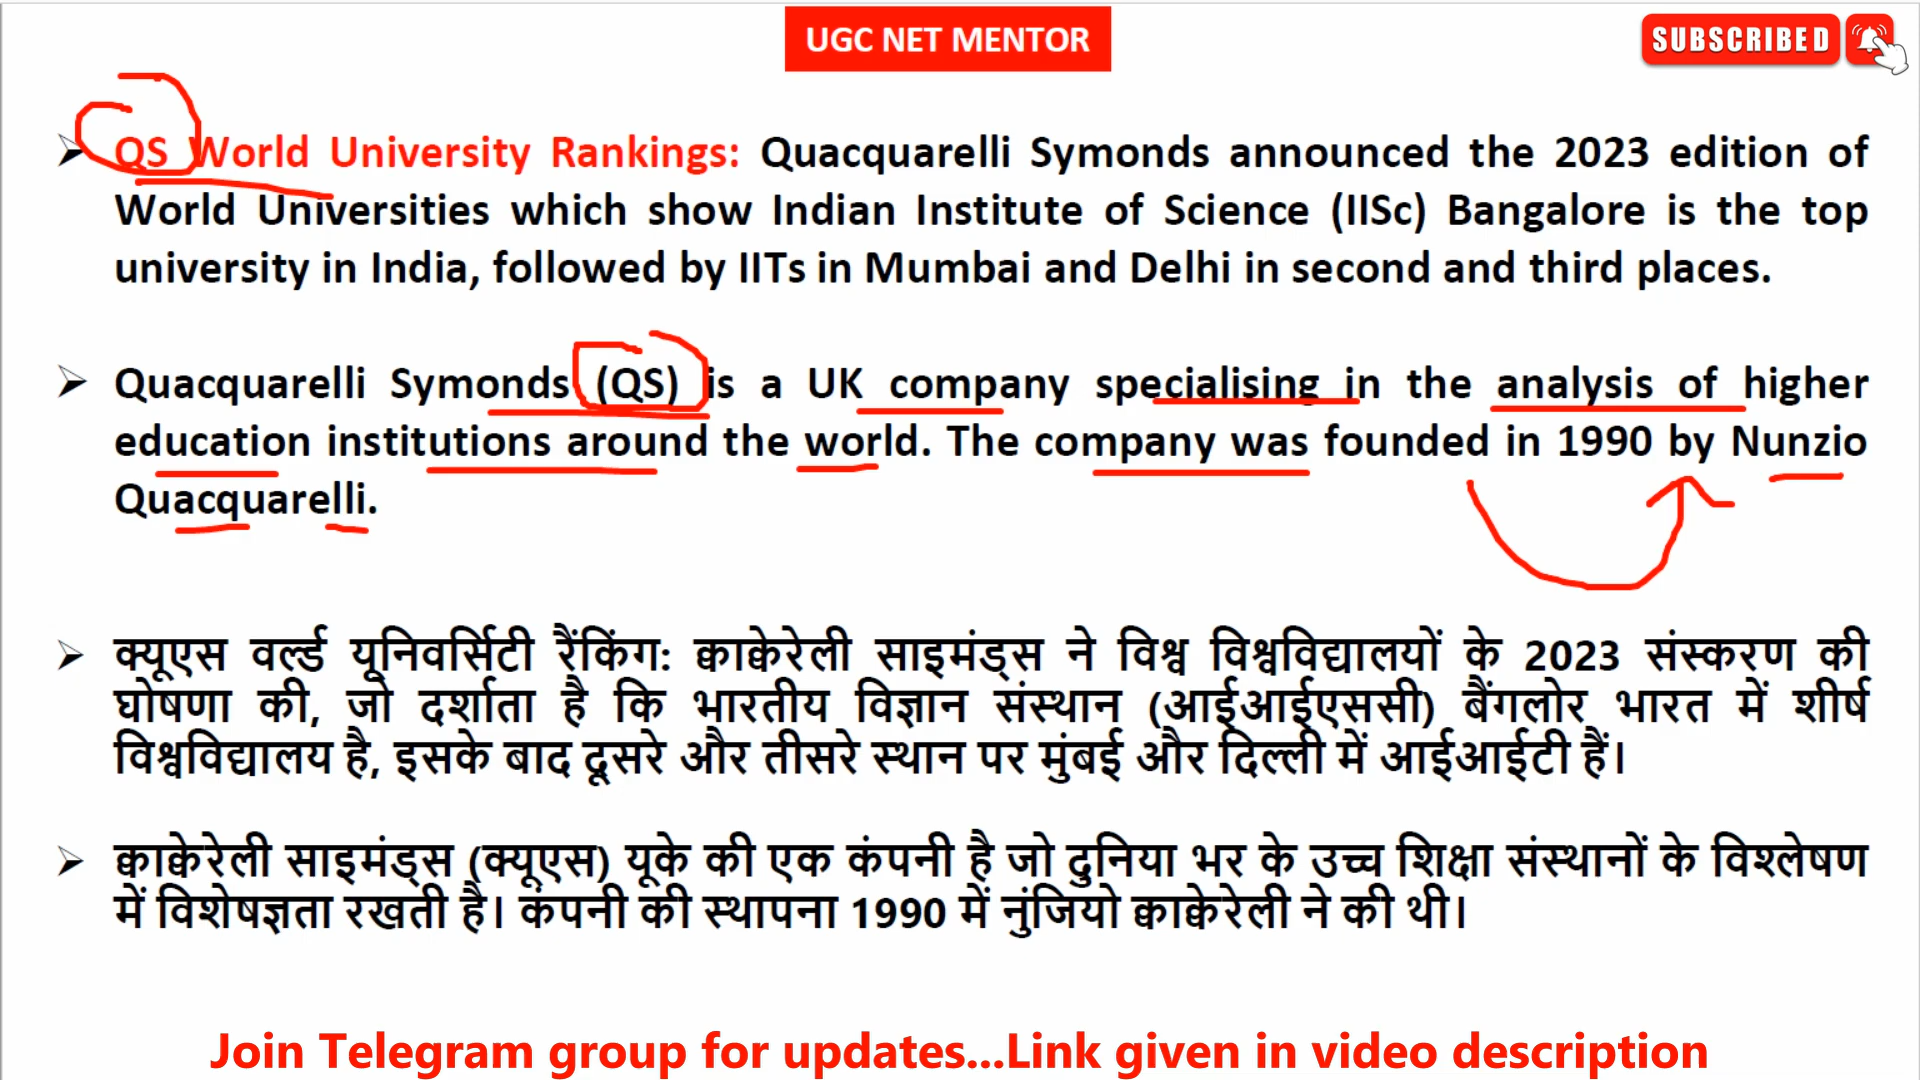 UGC NET MENTOR
SUBSCRIBED
QS World University Rankings: Quacquarelli Symonds announced the 2023 edition of
World Universities which show Indian Institute of Science (IISc) Bangalore is the top
university in India, followed by IITs in Mumbai and Delhi in second and third places.
Quacquarelli Symonds (QS) is a UK company specialising in the analysis of higher
education institutions around the world. The company was founded in 1990 by Nunzio
Quacquarelli.
क्यूएस वर्ल्ड यूनिवर्सिटी रैंकिंग: क्वाक्वेरेली साइमंड्स ने विश्व विश्वविद्यालयों के 2023 संस्करण की
घोषणा की, जो दर्शाता है कि भारतीय विज्ञान संस्थान (आईआईएससी) बैंगलोर भारत में शीर्ष
विश्वविद्यालय है, इसके बाद दूसरे और तीसरे स्थान पर मुंबई और दिल्ली में आईआईटी हैं।
क्वाक्वेरेली साइमंड्स (क्यूएस) यूके की एक कंपनी है जो दुनिया भर के उच्च शिक्षा संस्थानों के विश्लेषण
में विशेषज्ञता रखती है। कंपनी की स्थापना 1990 में नुंजियो क्वाक्वेरेली ने की थी।
Join Telegram group for updates...Link given in video description